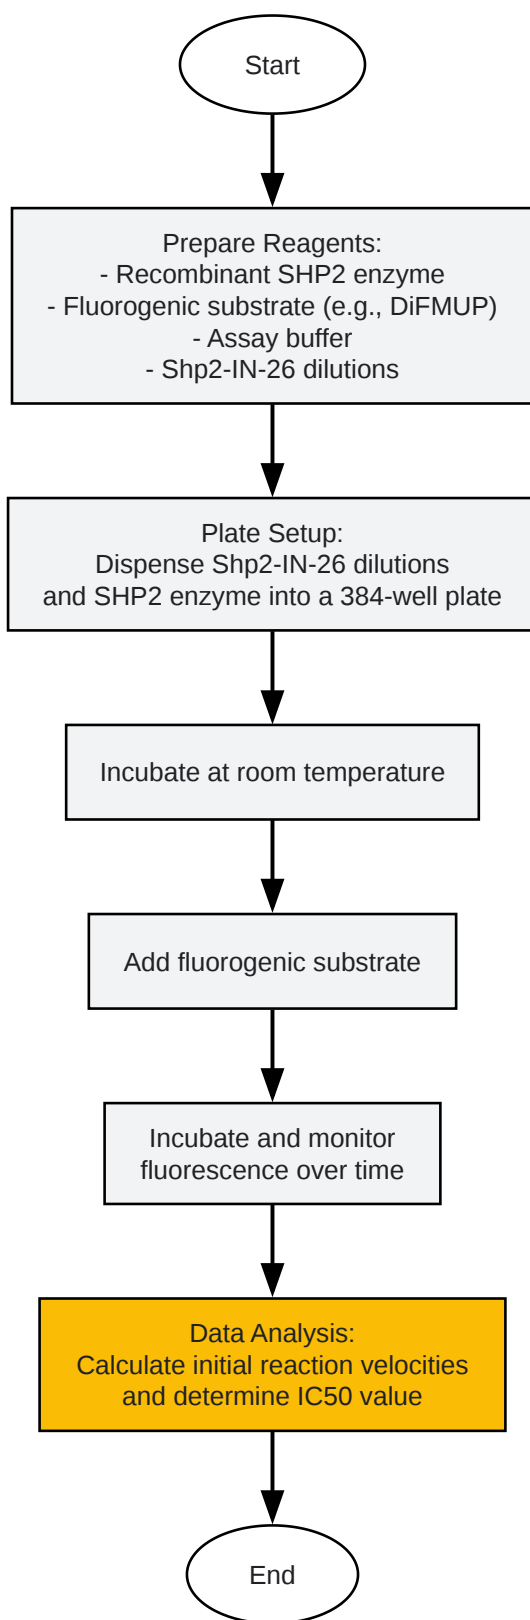 Start
Prepare Reagents:
- Recombinant SHP2 enzyme
- Fluorogenic substrate (e.g., DiFMUP)
- Assay buffer
- Shp2-IN-26 dilutions
Plate Setup:
Dispense Shp2-IN-26 dilutions
and SHP2 enzyme into a 384-well plate
Incubate at room temperature
Add fluorogenic substrate
Incubate and monitor
fluorescence over time
Data Analysis:
Calculate initial reaction velocities
and determine IC50 value
End